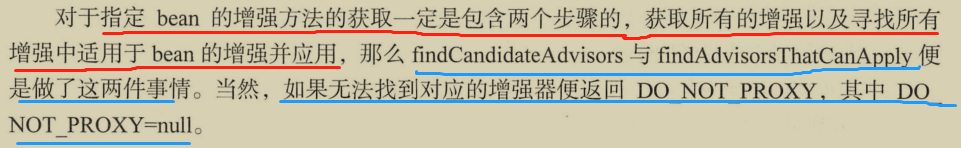 对于指定 bean 的增强方法的获取一定是包含两个步骤的，获取所有的增强以及寻找所有
增强中适用于 bean 的增强并应用，那么 findCandidateAdvisors 与 findAdvisorsThatCanApply 便
是做了这两件事情。当然，如果无法找到对应的增强器便返回 DO_NOT_PROXY，其中 DO_
NOT_PROXY=null。